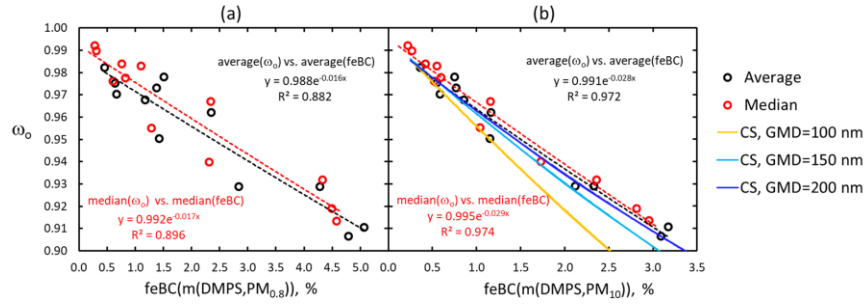 (a)
(b)
1.00
0.99
0.98
0.97
0.96
0.95
0.94
0.93
0.92
0.91
0.90
ωₒ
average(ωₒ) vs. average(feBC)
y = 0.988e⁻⁰·⁰¹⁶ˣ
R² = 0.882
median(ωₒ) vs. median(feBC)
y = 0.992e⁻⁰·⁰¹⁷ˣ
R² = 0.896
0.0 0.5 1.0 1.5 2.0 2.5 3.0 3.5 4.0 4.5 5.0
feBC(m(DMPS,PM₀.₈)), %
average(ωₒ) vs. average(feBC)
y = 0.991e⁻⁰·⁰²⁸ˣ
R² = 0.972
median(ωₒ) vs. median(feBC)
y = 0.995e⁻⁰·⁰²⁹ˣ
R² = 0.974
0.0 0.5 1.0 1.5 2.0 2.5 3.0 3.5
feBC(m(DMPS,PM₁₀)), %
Average
Median
CS, GMD=100 nm
CS, GMD=150 nm
CS, GMD=200 nm